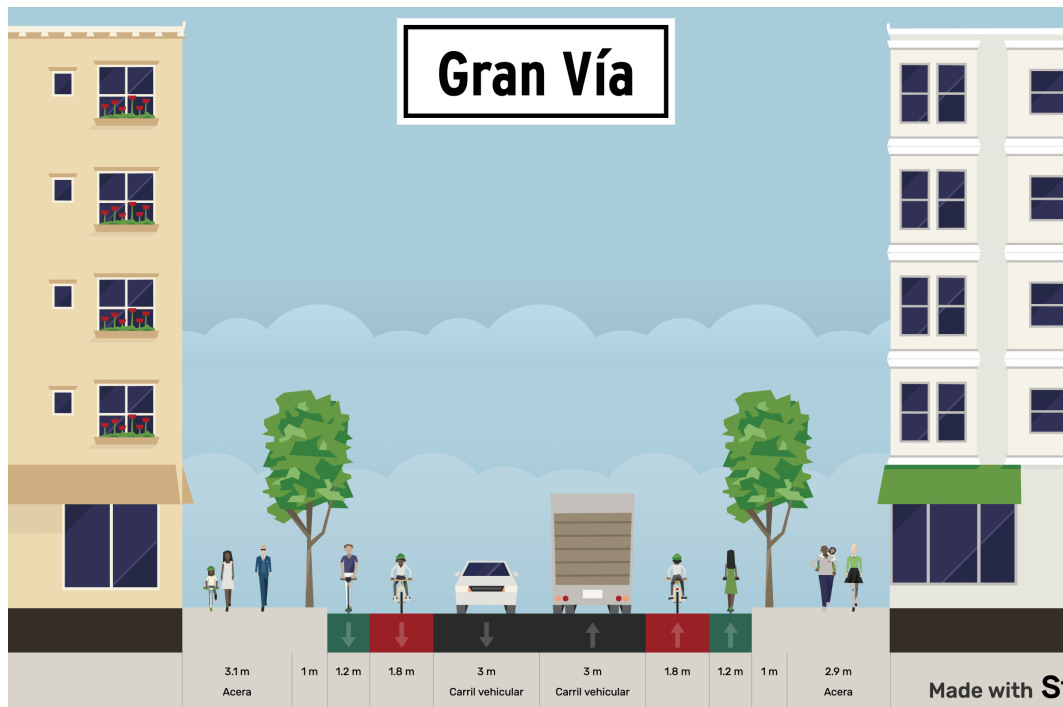 Gran Vía
3.1 m
1 m
1.2 m
1.8 m
3 m
3 m
1.8 m
1.2 m
1 m
2.9 m
Acera
Carril vehicular
Carril vehicular
Acera
Made with